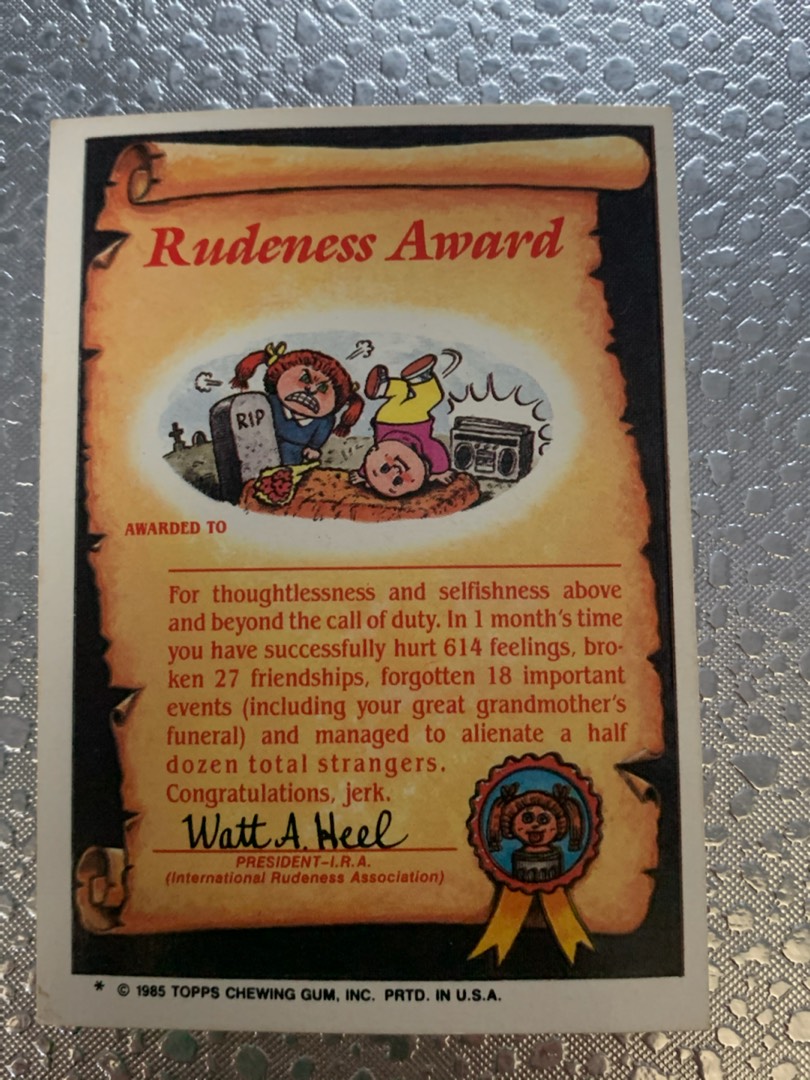 Rudeness Award
RIP
AWARDED TO
For thoughtlessness and selfishness above
and beyond the call of duty. In 1 month's time
you have successfully hurt 614 feelings, bro-
ken 27 friendships, forgotten 18 important
events (including your great grandmother's
funeral) and managed to alienate a half
dozen total strangers.
Congratulations, jerk.
Watt A. Heel
PRESIDENT–I.R.A.
(International Rudeness Association)
* © 1985 TOPPS CHEWING GUM, INC. PRTD. IN U.S.A.